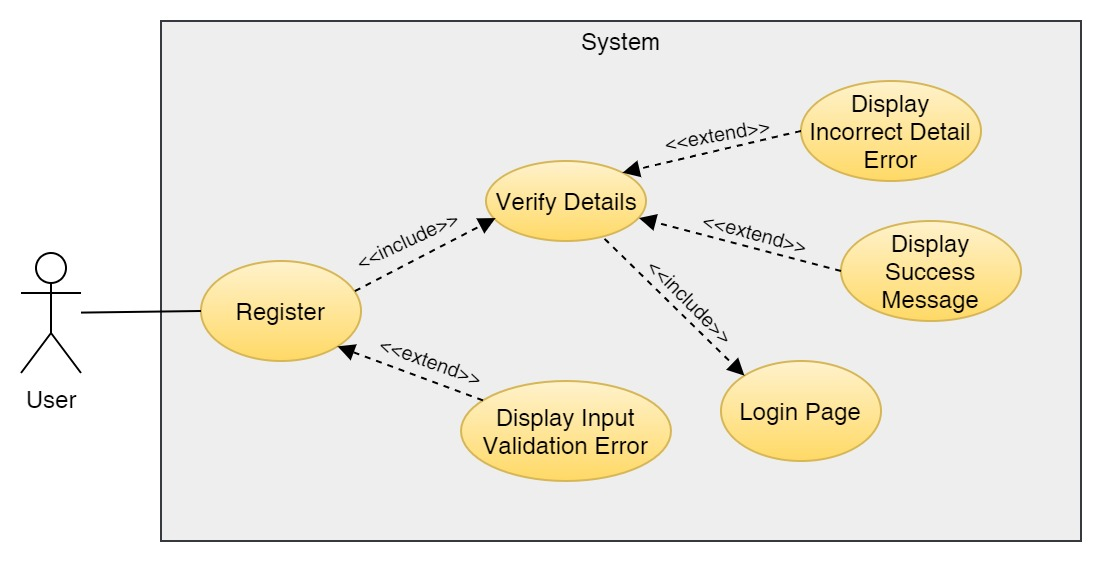 System
Display
Incorrect Detail
Error
<<extend>>
Verify Details
<<extend>>
<<include>>
Display
Success
Message
<<include>>
Register
<<extend>>
User
Display Input
Validation Error
Login Page